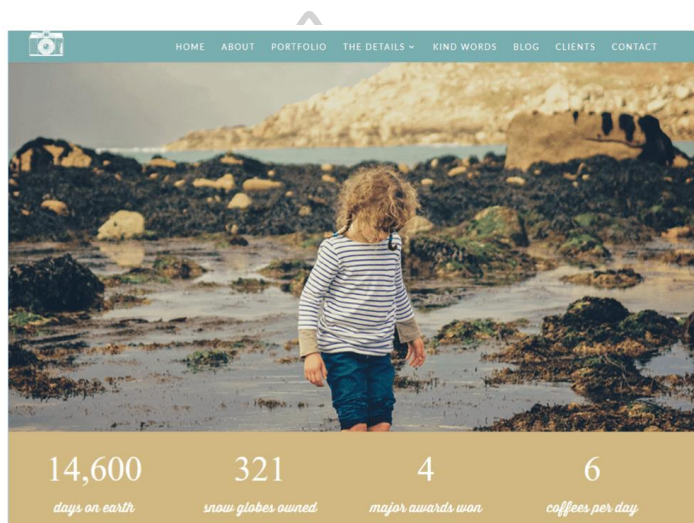 HOME ABOUT PORTFOLIO THE DETAILS KIND WORDS BLOG CLIENTS CONTACT
14,600 321 4 6
days on earth snow globes owned major awards won coffees per day